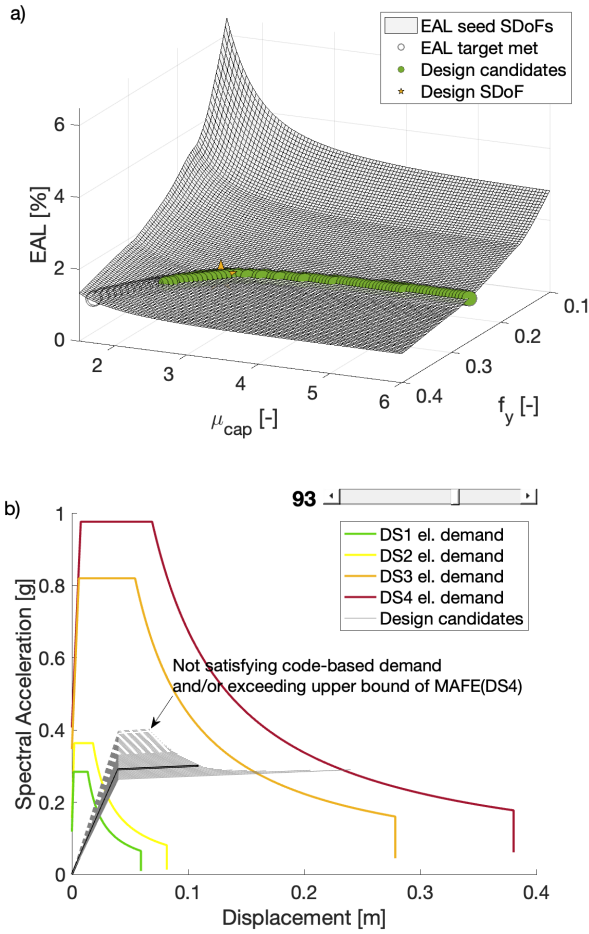 a)
EAL seed SDoFs
EAL target met
Design candidates
Design SDoF
6
4
2
0
EAL [%]
2
3
4
5
6
μcap [-]
0.4
0.3
0.2
0.1
fy [-]
b)
93
1
0.8
0.6
0.4
0.2
0
Spectral Acceleration [g]
DS1 el. demand
DS2 el. demand
DS3 el. demand
DS4 el. demand
Design candidates
Not satisfying code-based demand
and/or exceeding upper bound of MAFE(DS4)
0
0.1
0.2
0.3
0.4
Displacement [m]